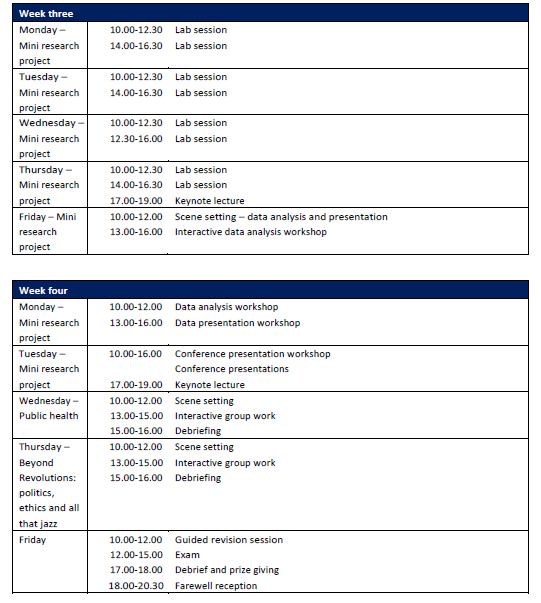 Week three
Monday – 10.00-12.30 Lab session
Mini research 14.00-16.30 Lab session
project
Tuesday – 10.00-12.30 Lab session
Mini research 14.00-16.30 Lab session
project
Wednesday – 10.00-12.30 Lab session
Mini research 12.30-16.00 Lab session
project
Thursday – 10.00-12.30 Lab session
Mini research 14.00-16.30 Lab session
project 17.00-19.00 Keynote lecture
Friday – Mini 10.00-12.00 Scene setting – data analysis and presentation
research 13.00-16.00 Interactive data analysis workshop
project
Week four
Monday – 10.00-12.00 Data analysis workshop
Mini research 13.00-16.00 Data presentation workshop
project
Tuesday – 10.00-16.00 Conference presentation workshop
Mini research Conference presentations
project 17.00-19.00 Keynote lecture
Wednesday – 10.00-12.00 Scene setting
Public health 13.00-15.00 Interactive group work
15.00-16.00 Debriefing
Thursday – 10.00-12.00 Scene setting
Beyond 13.00-15.00 Interactive group work
Revolutions: 15.00-16.00 Debriefing
politics,
ethics and all
that jazz
Friday 10.00-12.00 Guided revision session
12.00-15.00 Exam
17.00-18.00 Debrief and prize giving
18.00-20.30 Farewell reception